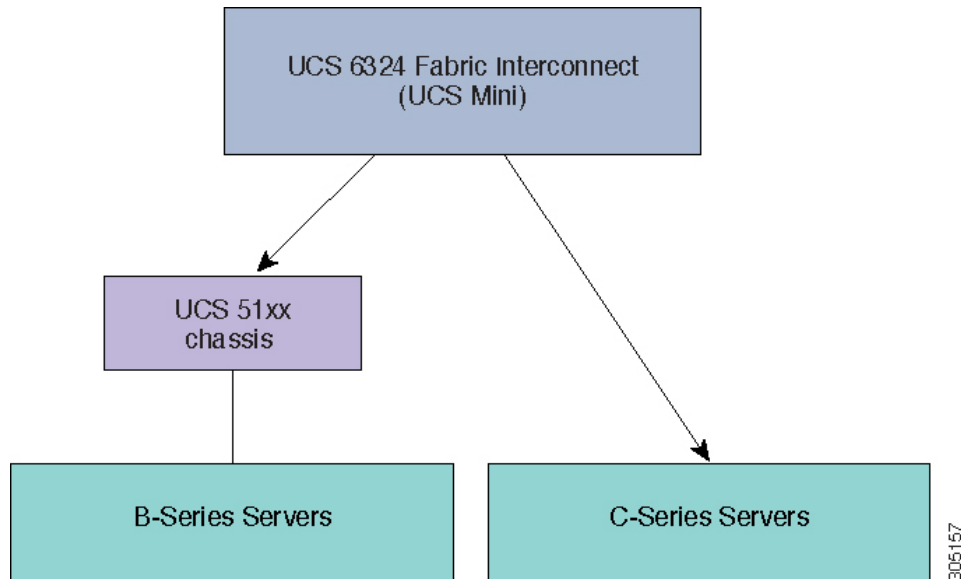 UCS 6324 Fabric Interconnect
(UCS Mini)
UCS 51xx
chassis
B-Series Servers
C-Series Servers
305157